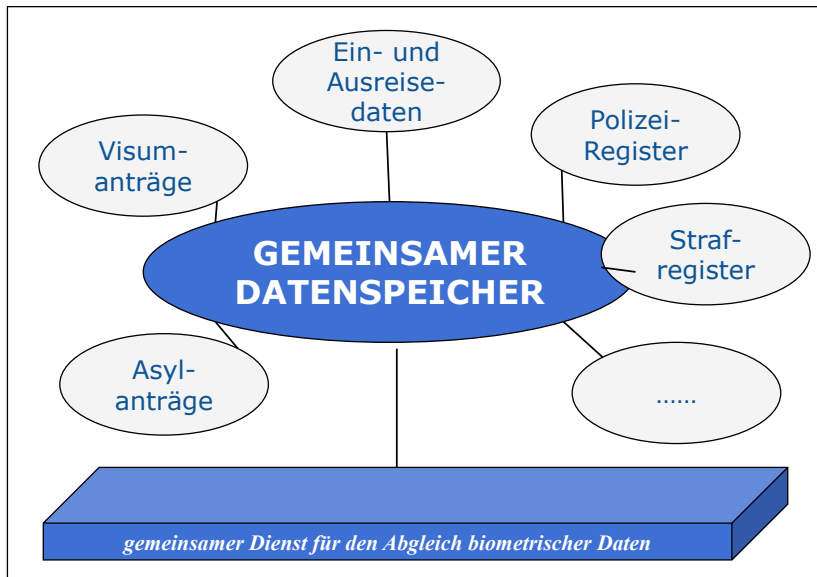 Ein- und
Ausreise-
daten
Polizei-
Register
Visum-
anträge
Straf-
register
GEMEINSAMER
DATENSPEICHER
Asyl-
anträge
......
gemeinsamer Dienst für den Abgleich biometrischer Daten